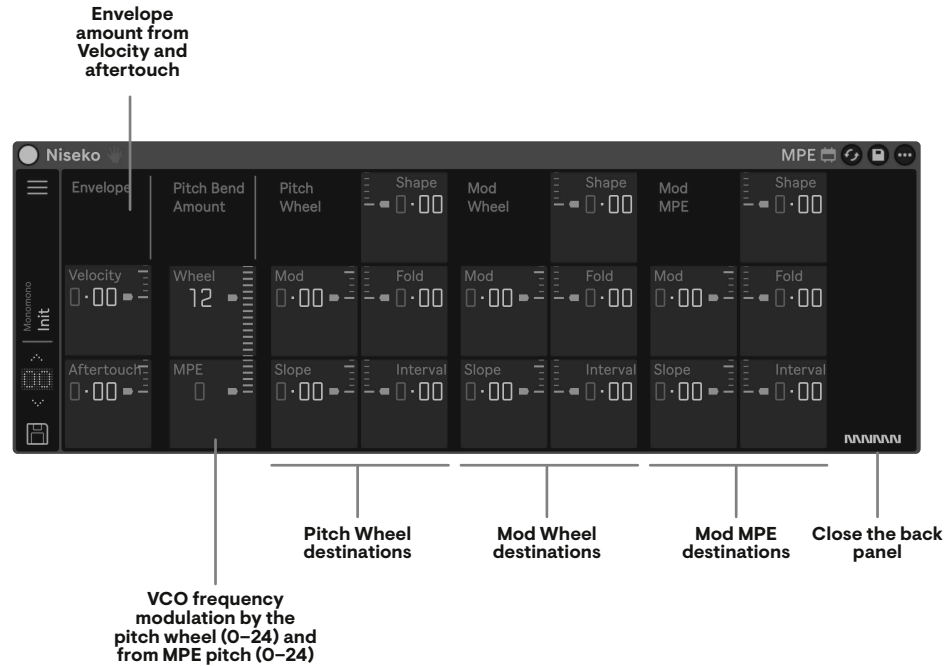 Envelope
amount from
Velocity and
aftertouch
Niseko
MPE
Envelope
Pitch Bend
Amount
Pitch
Wheel
Shape
0.00
Mod
Wheel
Shape
0.00
Mod
MPE
Shape
0.00
Velocity
0.00
Wheel
12
Mod
0.00
Fold
0.00
Mod
0.00
Fold
0.00
Mod
0.00
Fold
0.00
Monomono
Init
00
Aftertouch
0.00
MPE
0
Slope
0.00
Interval
0.00
Slope
0.00
Interval
0.00
Slope
0.00
Interval
0.00
Pitch Wheel
destinations
Mod Wheel
destinations
Mod MPE
destinations
Close the back
panel
VCO frequency
modulation by the
pitch wheel (0–24) and
from MPE pitch (0–24)